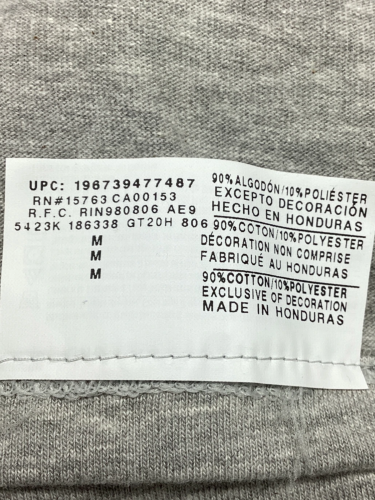 UPC: 196739477487
RN#15763 CA00153
R.F.C. RIN980806 AE9
5423K 186338 GT20H 806
M
M
M
90% ALGODÓN/10% POLIÉSTER
EXCEPTO DECORACIÓN
HECHO EN HONDURAS
90% COTTON/10% POLYESTER
DÉCORATION NON COMPRISE
FABRIQUÉ AU HONDURAS
90% COTTON/10% POLYESTER
EXCLUSIVE OF DECORATION
MADE IN HONDURAS